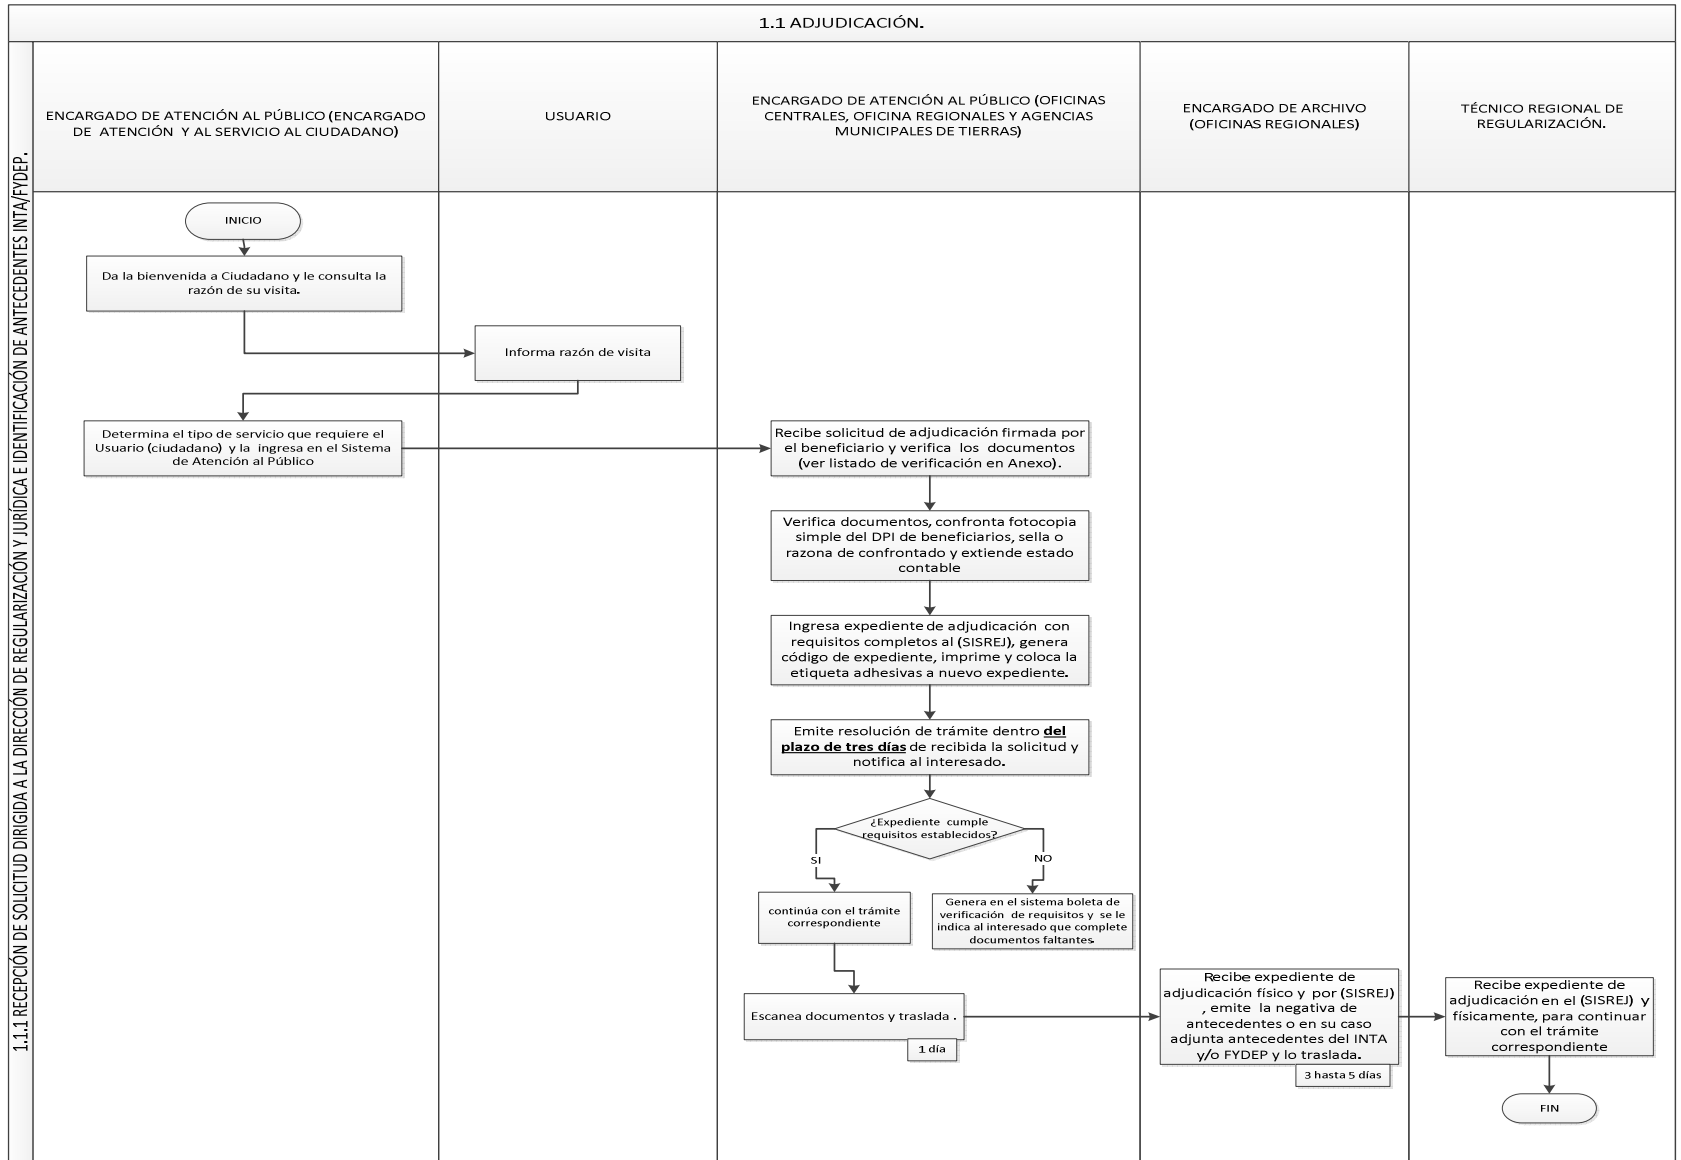 1.1 ADJUDICACIÓN.
1.1 RECEPCIÓN DE SOLICITUD DIRIGIDA A LA DIRECCIÓN DE REGULARIZACIÓN Y JURÍDICA E IDENTIFICACIÓN DE ANTECEDENTES INTA/FYDEP.
ENCARGADO DE ATENCIÓN AL PÚBLICO (ENCARGADO
DE ATENCIÓN Y AL SERVICIO AL CIUDADANO)
USUARIO
ENCARGADO DE ATENCIÓN AL PÚBLICO (OFICINAS
CENTRALES, OFICINA REGIONALES Y AGENCIAS
MUNICIPALES DE TIERRAS)
ENCARGADO DE ARCHIVO
(OFICINAS REGIONALES)
TÉCNICO REGIONAL DE
REGULARIZACIÓN.
INICIO
Da la bienvenida a Ciudadano y le consulta la
razón de su visita.
Informa razón de visita
Determina el tipo de servicio que requiere el
Usuario (ciudadano) y la ingresa en el Sistema
de Atención al Público
Recibe solicitud de adjudicación firmada por
el beneficiario y verifica los documentos
(ver listado de verificación en Anexo).
Verifica documentos, confronta fotocopia
simple del DPI de beneficiarios, sella o
razona de confrontado y extiende estado
contable
Ingresa expediente de adjudicación con
requisitos completos al (SISREJ), genera
código de expediente, imprime y coloca la
etiqueta adhesivas a nuevo expediente.
Emite resolución de trámite dentro del
plazo de tres días de recibida la solicitud y
notifica al interesado.
¿Expediente cumple
requisitos establecidos?
SI
NO
continúa con el trámite
correspondiente
Genera en el sistema boleta de
verificación de requisitos y se le
indica al interesado que complete
documentos faltantes.
Escanea documentos y traslada .
1 día
Recibe expediente de
adjudicación físico y por (SISREJ)
, emite la negativa de
antecedentes o en su caso
adjunta antecedentes del INTA
y/o FYDEP y lo traslada.
3 hasta 5 días
Recibe expediente de
adjudicación en el (SISREJ) y
físicamente, para continuar
con el trámite
correspondiente
FIN